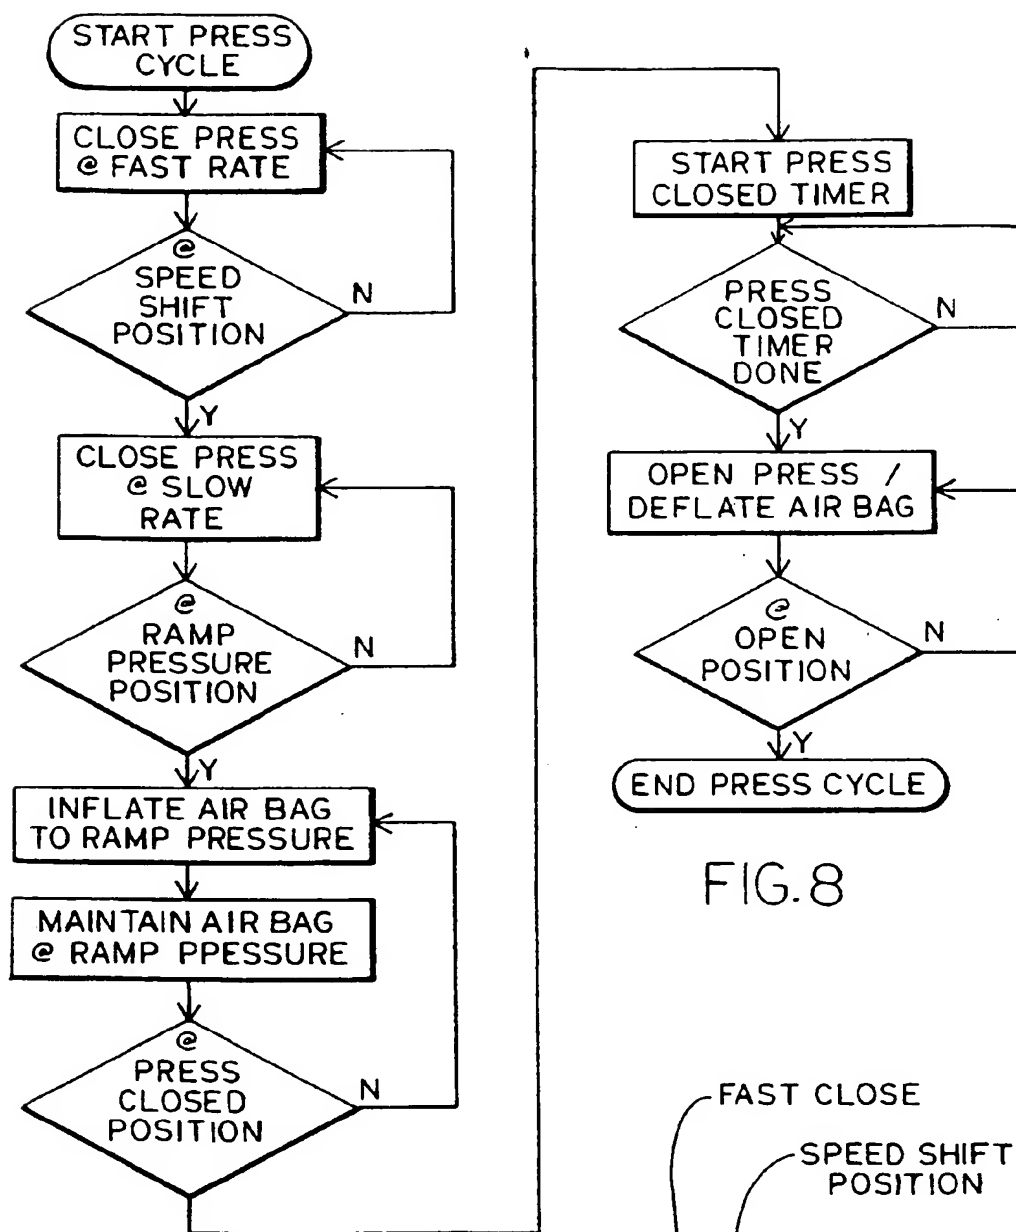 START PRESS
CYCLE
CLOSE PRESS
@ FAST RATE
@
SPEED
SHIFT
POSITION
N
Y
CLOSE PRESS
@ SLOW
RATE
@
RAMP
PRESSURE
POSITION
N
Y
INFLATE AIR BAG
TO RAMP PRESSURE
MAINTAIN AIR BAG
@ RAMP PPESSURE
@
PRESS
CLOSED
POSITION
N
START PRESS
CLOSED TIMER
PRESS
CLOSED
TIMER
DONE
N
Y
OPEN PRESS /
DEFLATE AIR BAG
@
OPEN
POSITION
N
Y
END PRESS CYCLE
FIG. 8
FAST CLOSE
SPEED SHIFT
POSITION